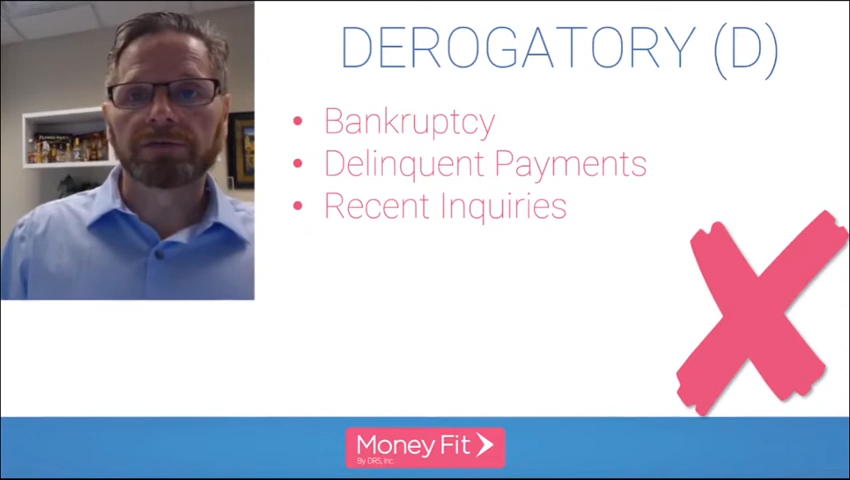 DEROGATORY (D)
• Bankruptcy
• Delinquent Payments
• Recent Inquiries
Money Fit
By DRS, Inc.